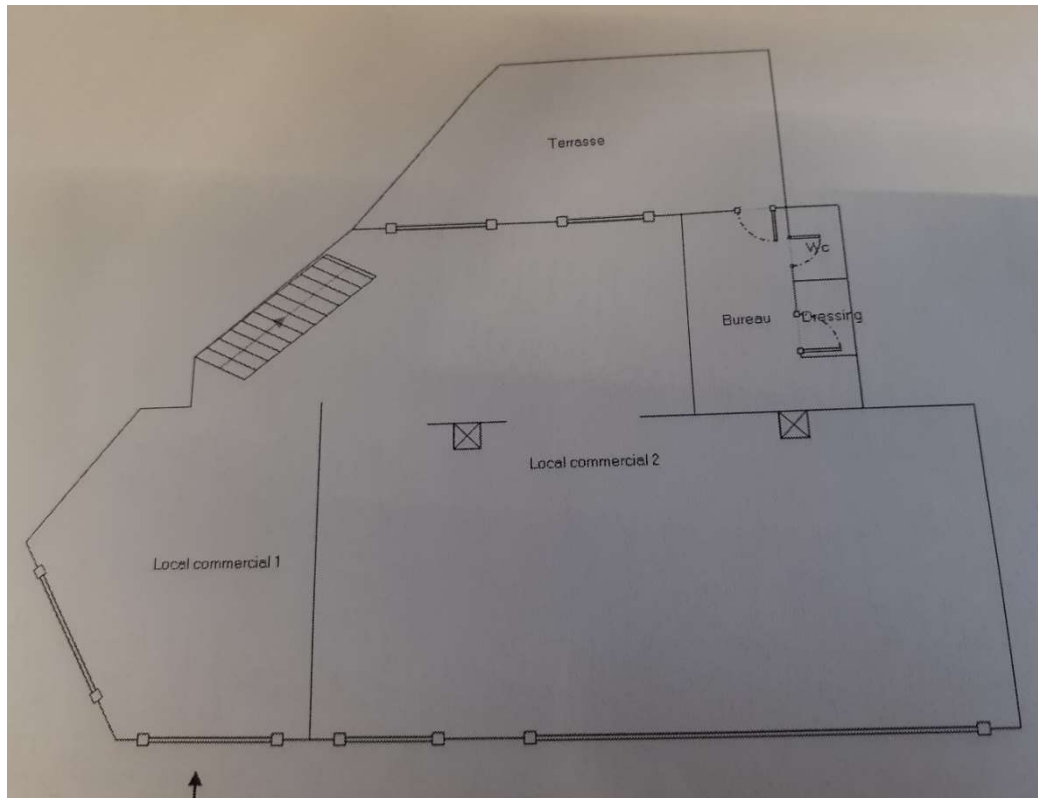 Terrasse
Wc
Bureau
Dressing
Local commercial 2
Local commercial 1